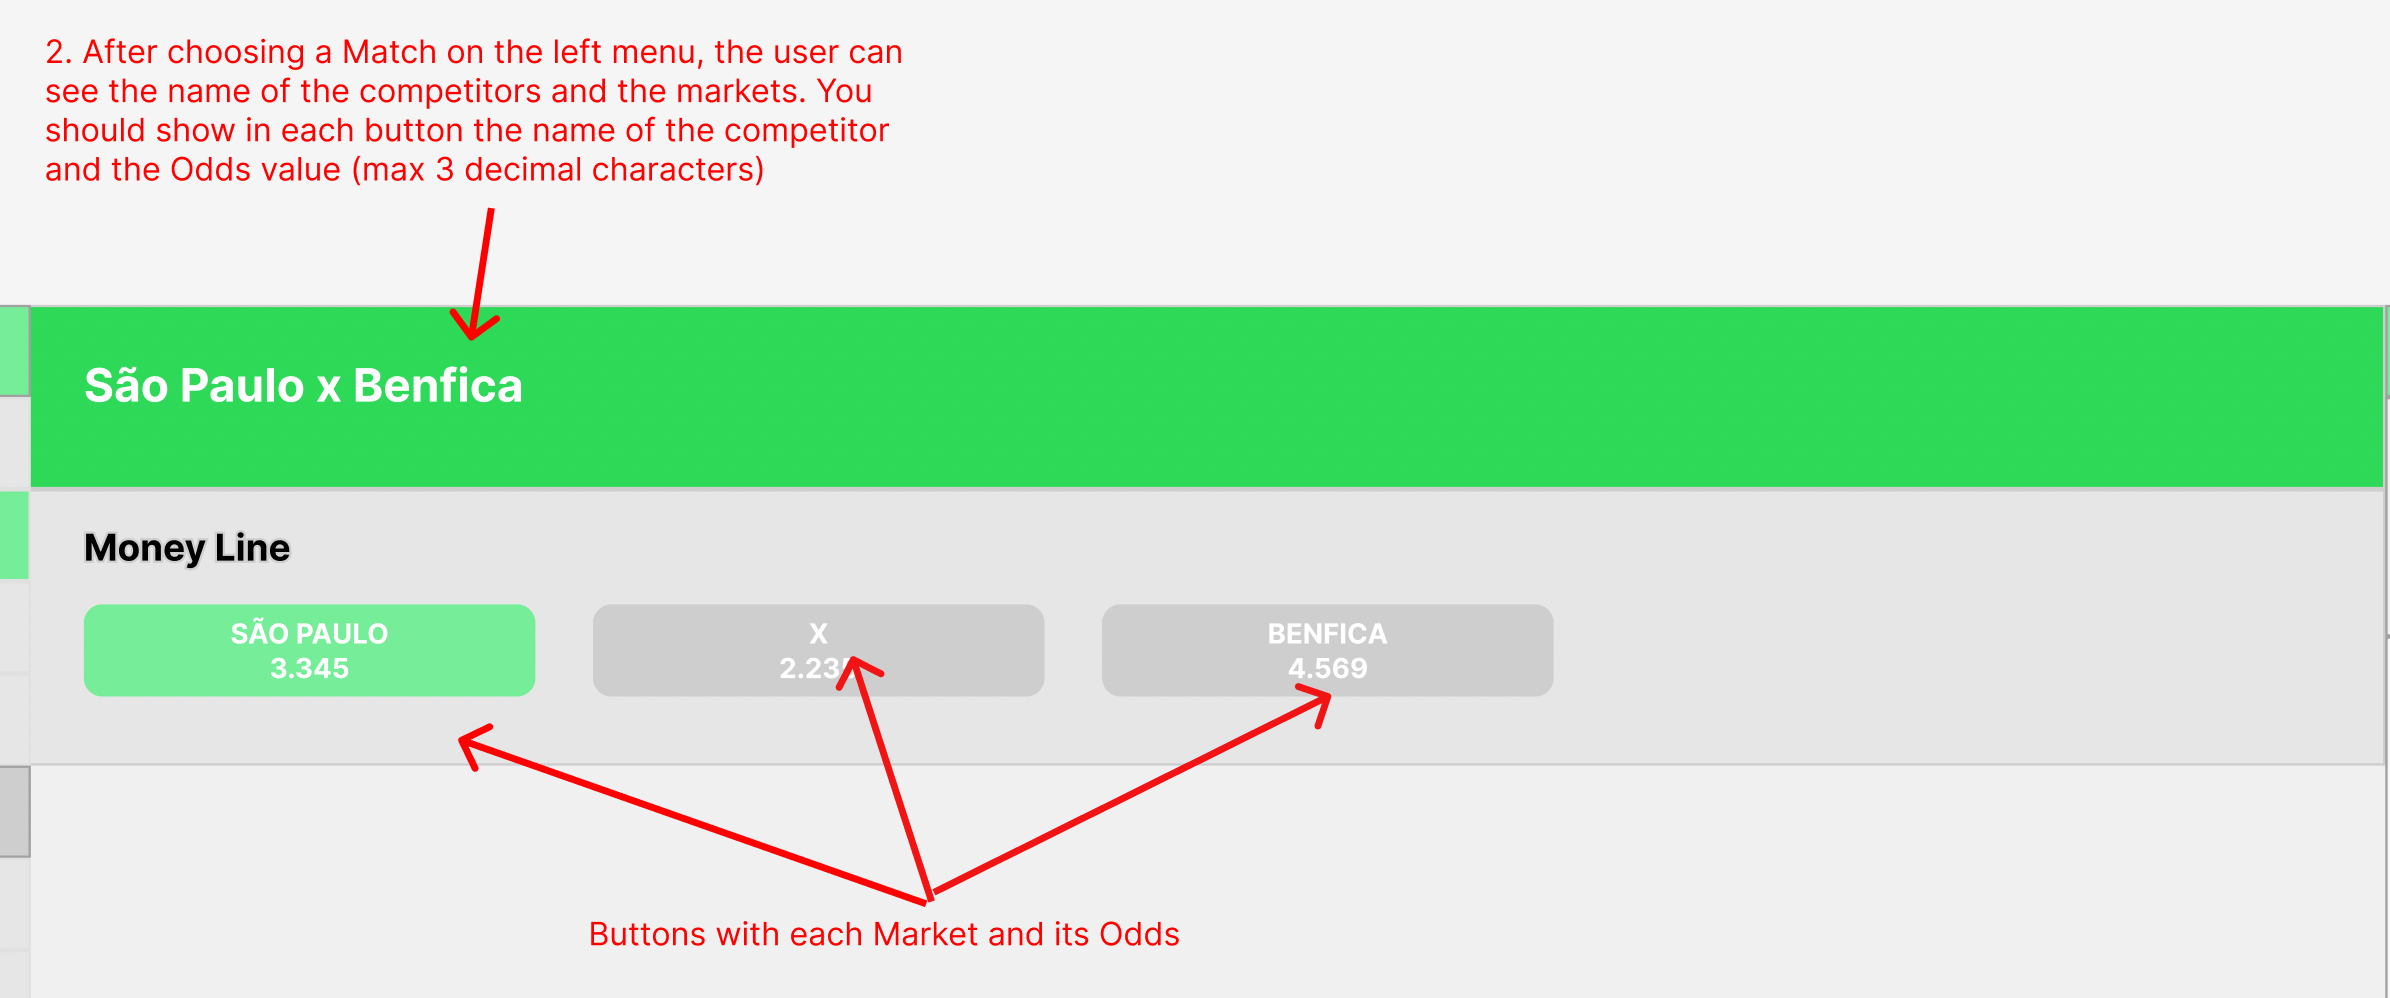 2. After choosing a Match on the left menu, the user can
see the name of the competitors and the markets. You
should show in each button the name of the competitor
and the Odds value (max 3 decimal characters)
São Paulo x Benfica
Money Line
SÃO PAULO
X
BENFICA
3.345
4.569
Buttons with each Market and its Odds